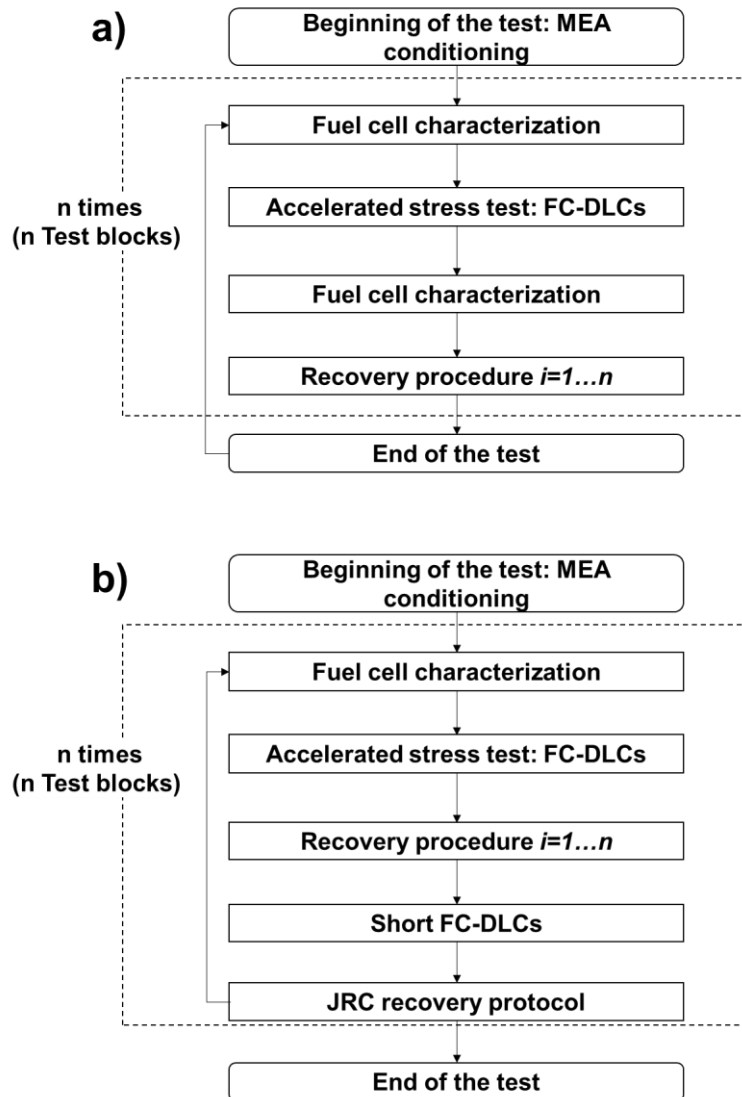 a)
Beginning of the test: MEA
conditioning
Fuel cell characterization
n times
(n Test blocks)
Accelerated stress test: FC-DLCs
Fuel cell characterization
Recovery procedure i=1...n
End of the test
b)
Beginning of the test: MEA
conditioning
Fuel cell characterization
Accelerated stress test: FC-DLCs
n times
(n Test blocks)
Recovery procedure i=1...n
Short FC-DLCs
JRC recovery protocol
End of the test